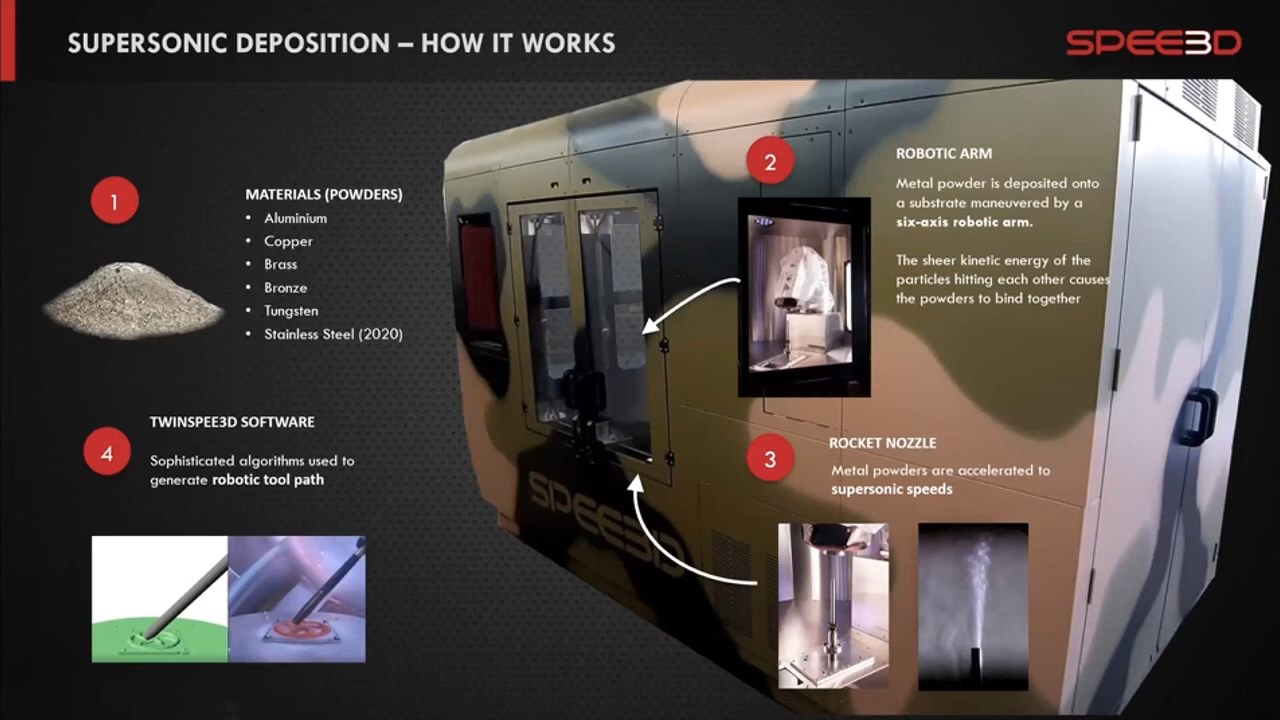 SUPERSONIC DEPOSITION – HOW IT WORKS
SPEE3D
1
MATERIALS (POWDERS)
• Aluminium
• Copper
• Brass
• Bronze
• Tungsten
• Stainless Steel (2020)
2
ROBOTIC ARM
Metal powder is deposited onto
a substrate maneuvered by a
six-axis robotic arm.
The sheer kinetic energy of the
particles hitting each other causes
the powders to bind together
3
ROCKET NOZZLE
Metal powders are accelerated to
supersonic speeds
4
TWINSPEE3D SOFTWARE
Sophisticated algorithms used to
generate robotic tool path
SPEE3D